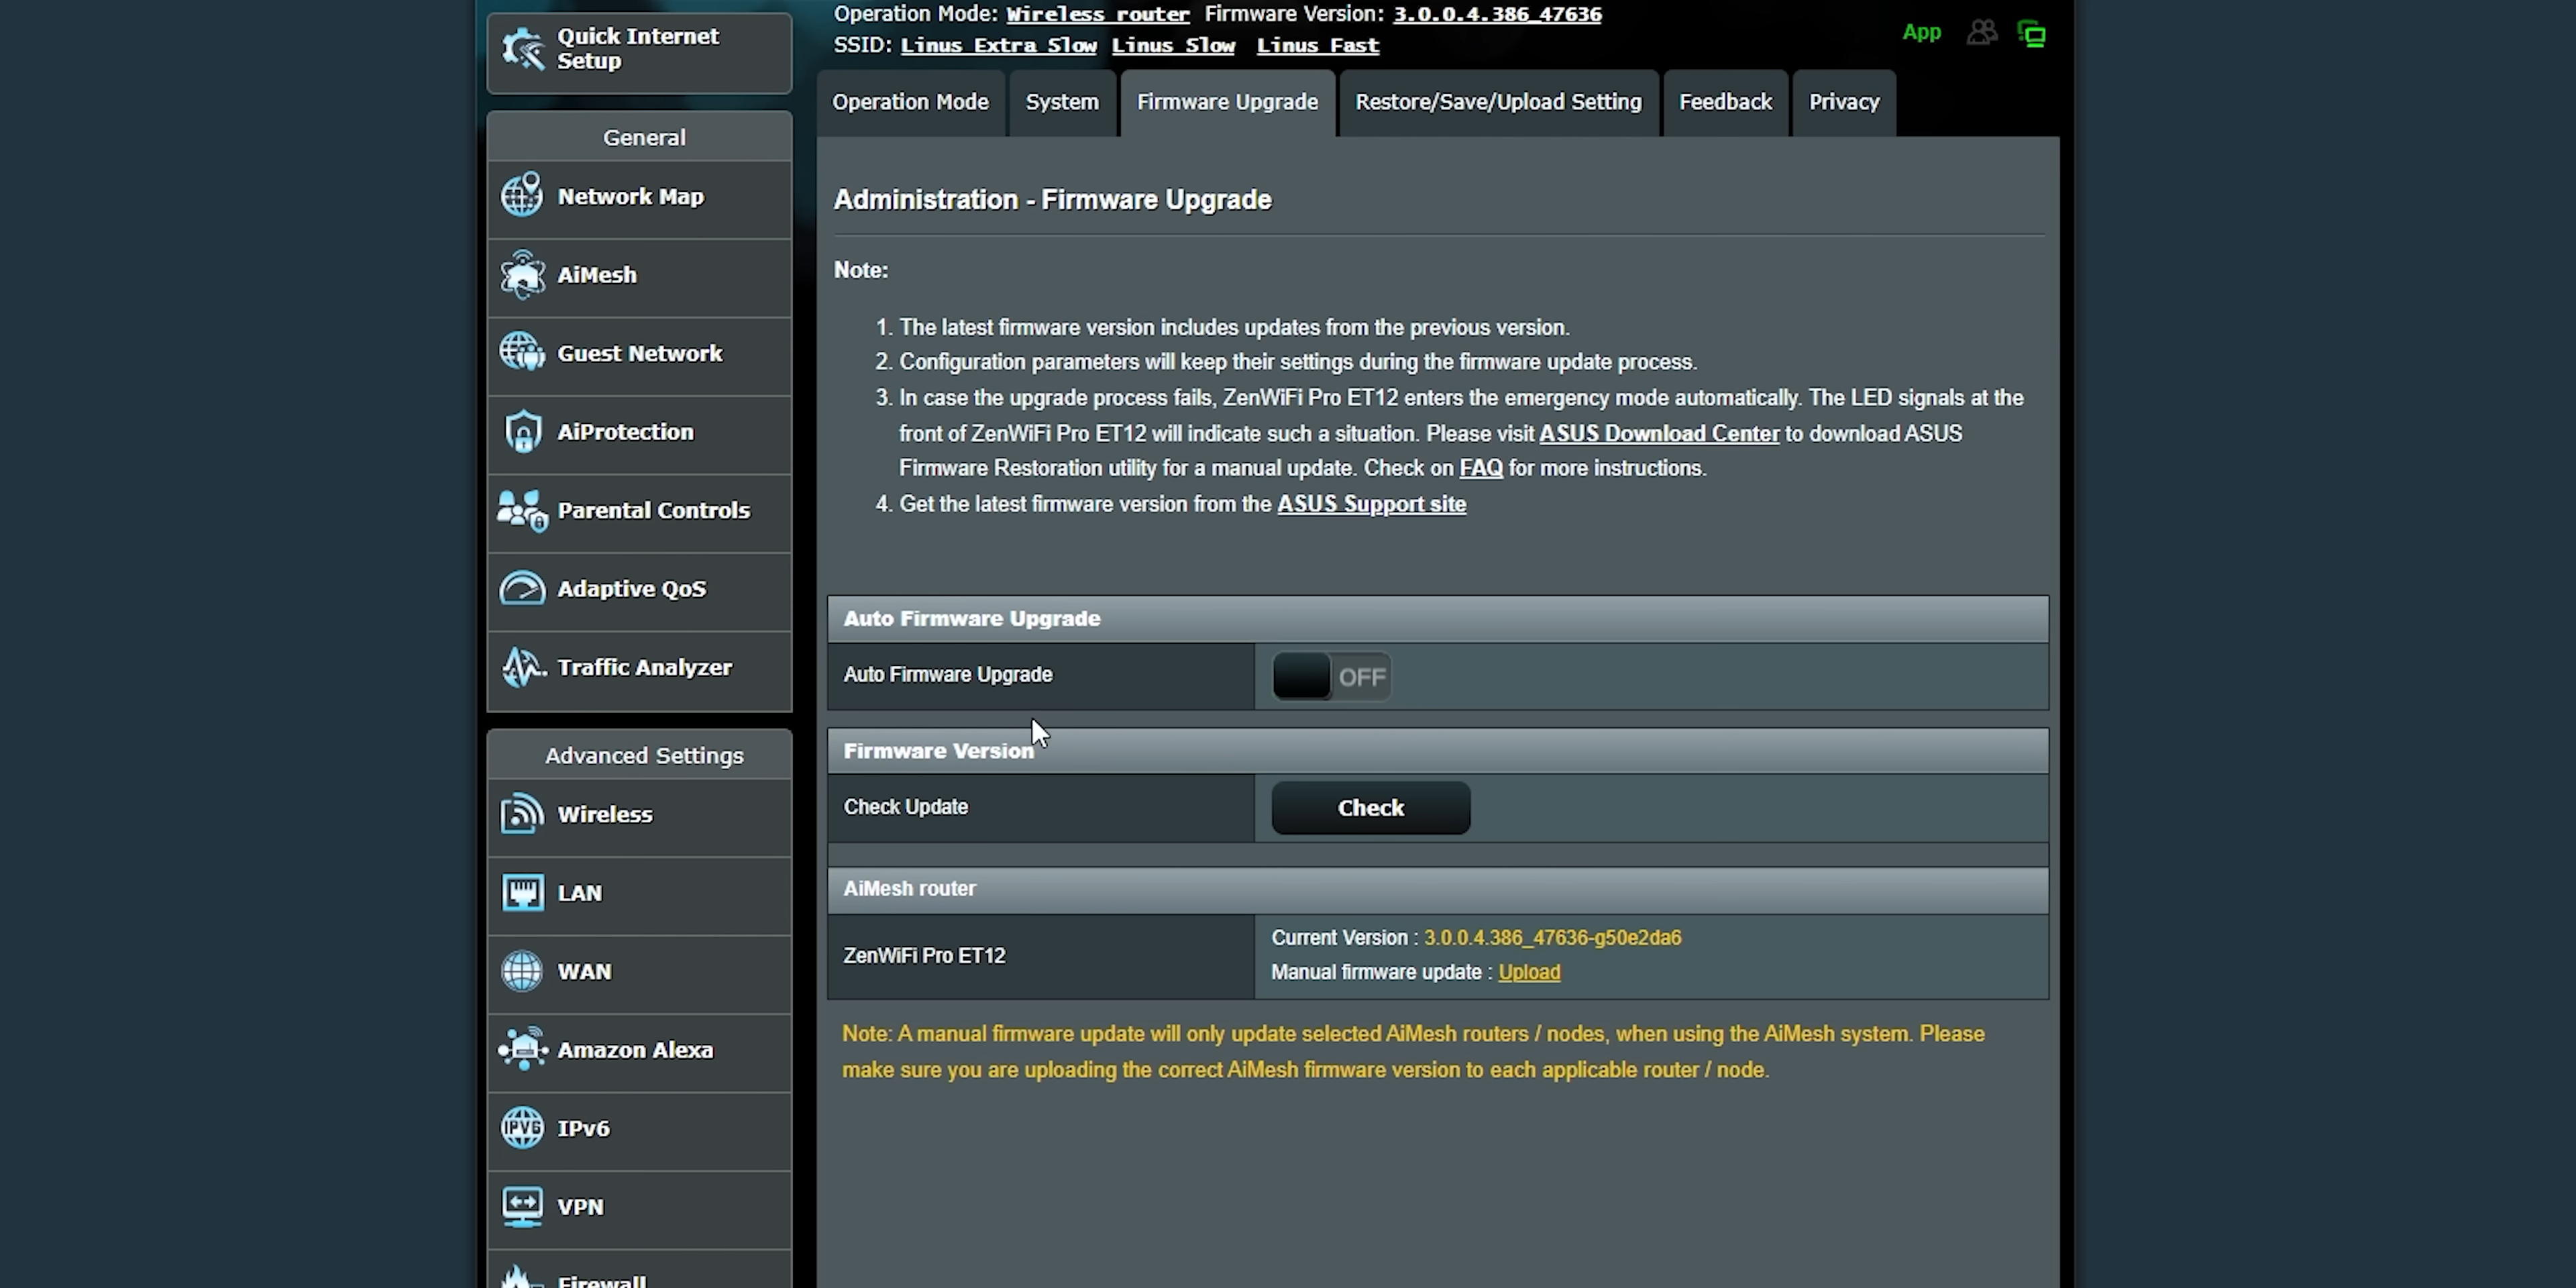 Operation Mode: Wireless router Firmware Version: 3.0.0.4.386_47636
SSID: Linus Extra Slow Linus Slow Linus Fast
App
Quick Internet
Setup
General
Network Map
AiMesh
Guest Network
AiProtection
Parental Controls
Adaptive QoS
Traffic Analyzer
Advanced Settings
Wireless
LAN
WAN
Amazon Alexa
IPV6
IPv6
VPN
Firewall
Operation Mode
System
Firmware Upgrade
Restore/Save/Upload Setting
Feedback
Privacy
Administration - Firmware Upgrade
Note:
1. The latest firmware version includes updates from the previous version.
2. Configuration parameters will keep their settings during the firmware update process.
3. In case the upgrade process fails, ZenWiFi Pro ET12 enters the emergency mode automatically. The LED signals at the
front of ZenWiFi Pro ET12 will indicate such a situation. Please visit ASUS Download Center to download ASUS
Firmware Restoration utility for a manual update. Check on FAQ for more instructions.
4. Get the latest firmware version from the ASUS Support site
Auto Firmware Upgrade
Auto Firmware Upgrade
OFF
Firmware Version
Check Update
Check
AiMesh router
ZenWiFi Pro ET12
Current Version : 3.0.0.4.386_47636-g50e2da6
Manual firmware update : Upload
Note: A manual firmware update will only update selected AiMesh routers / nodes, when using the AiMesh system. Please
make sure you are uploading the correct AiMesh firmware version to each applicable router / node.